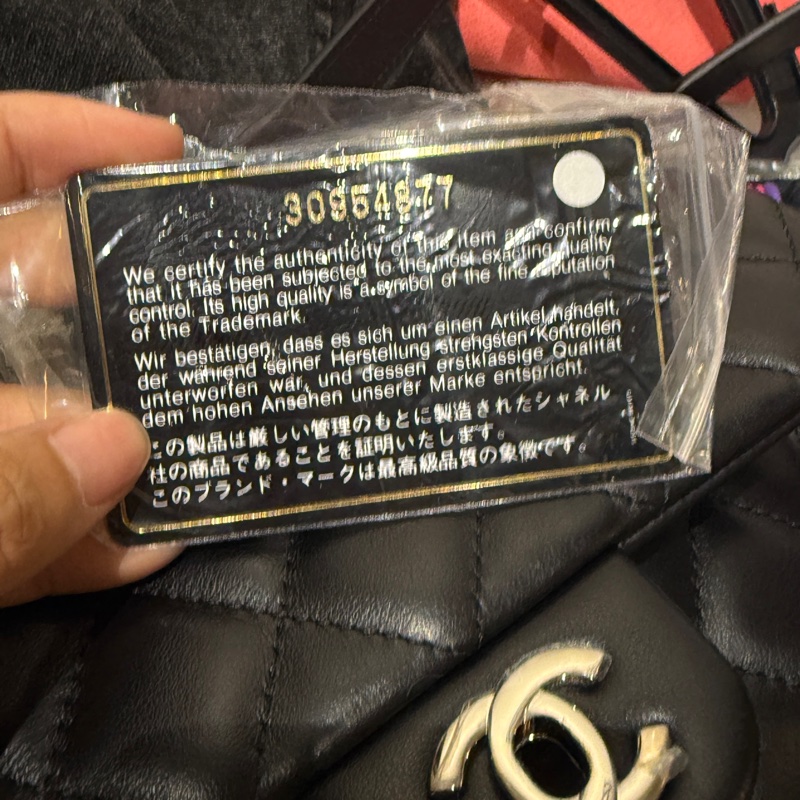 30954877
We certify the authenticity of this item and confirm
that it has been subjected to the most exacting quality
control. Its high quality is a symbol of the fine reputation
of the Trademark.
Wir bestätigen, dass es sich um einen Artikel handelt,
der während seiner Herstellung strengsten Kontrollen
unterworfen war, und dessen erstklassige Qualität
dem hohen Ansehen unserer Marke entspricht.
この製品は厳しい管理のもとに製造されたシャネル
社の商品であることを証明いたします。
このブランド・マークは最高級品質の象徴です。